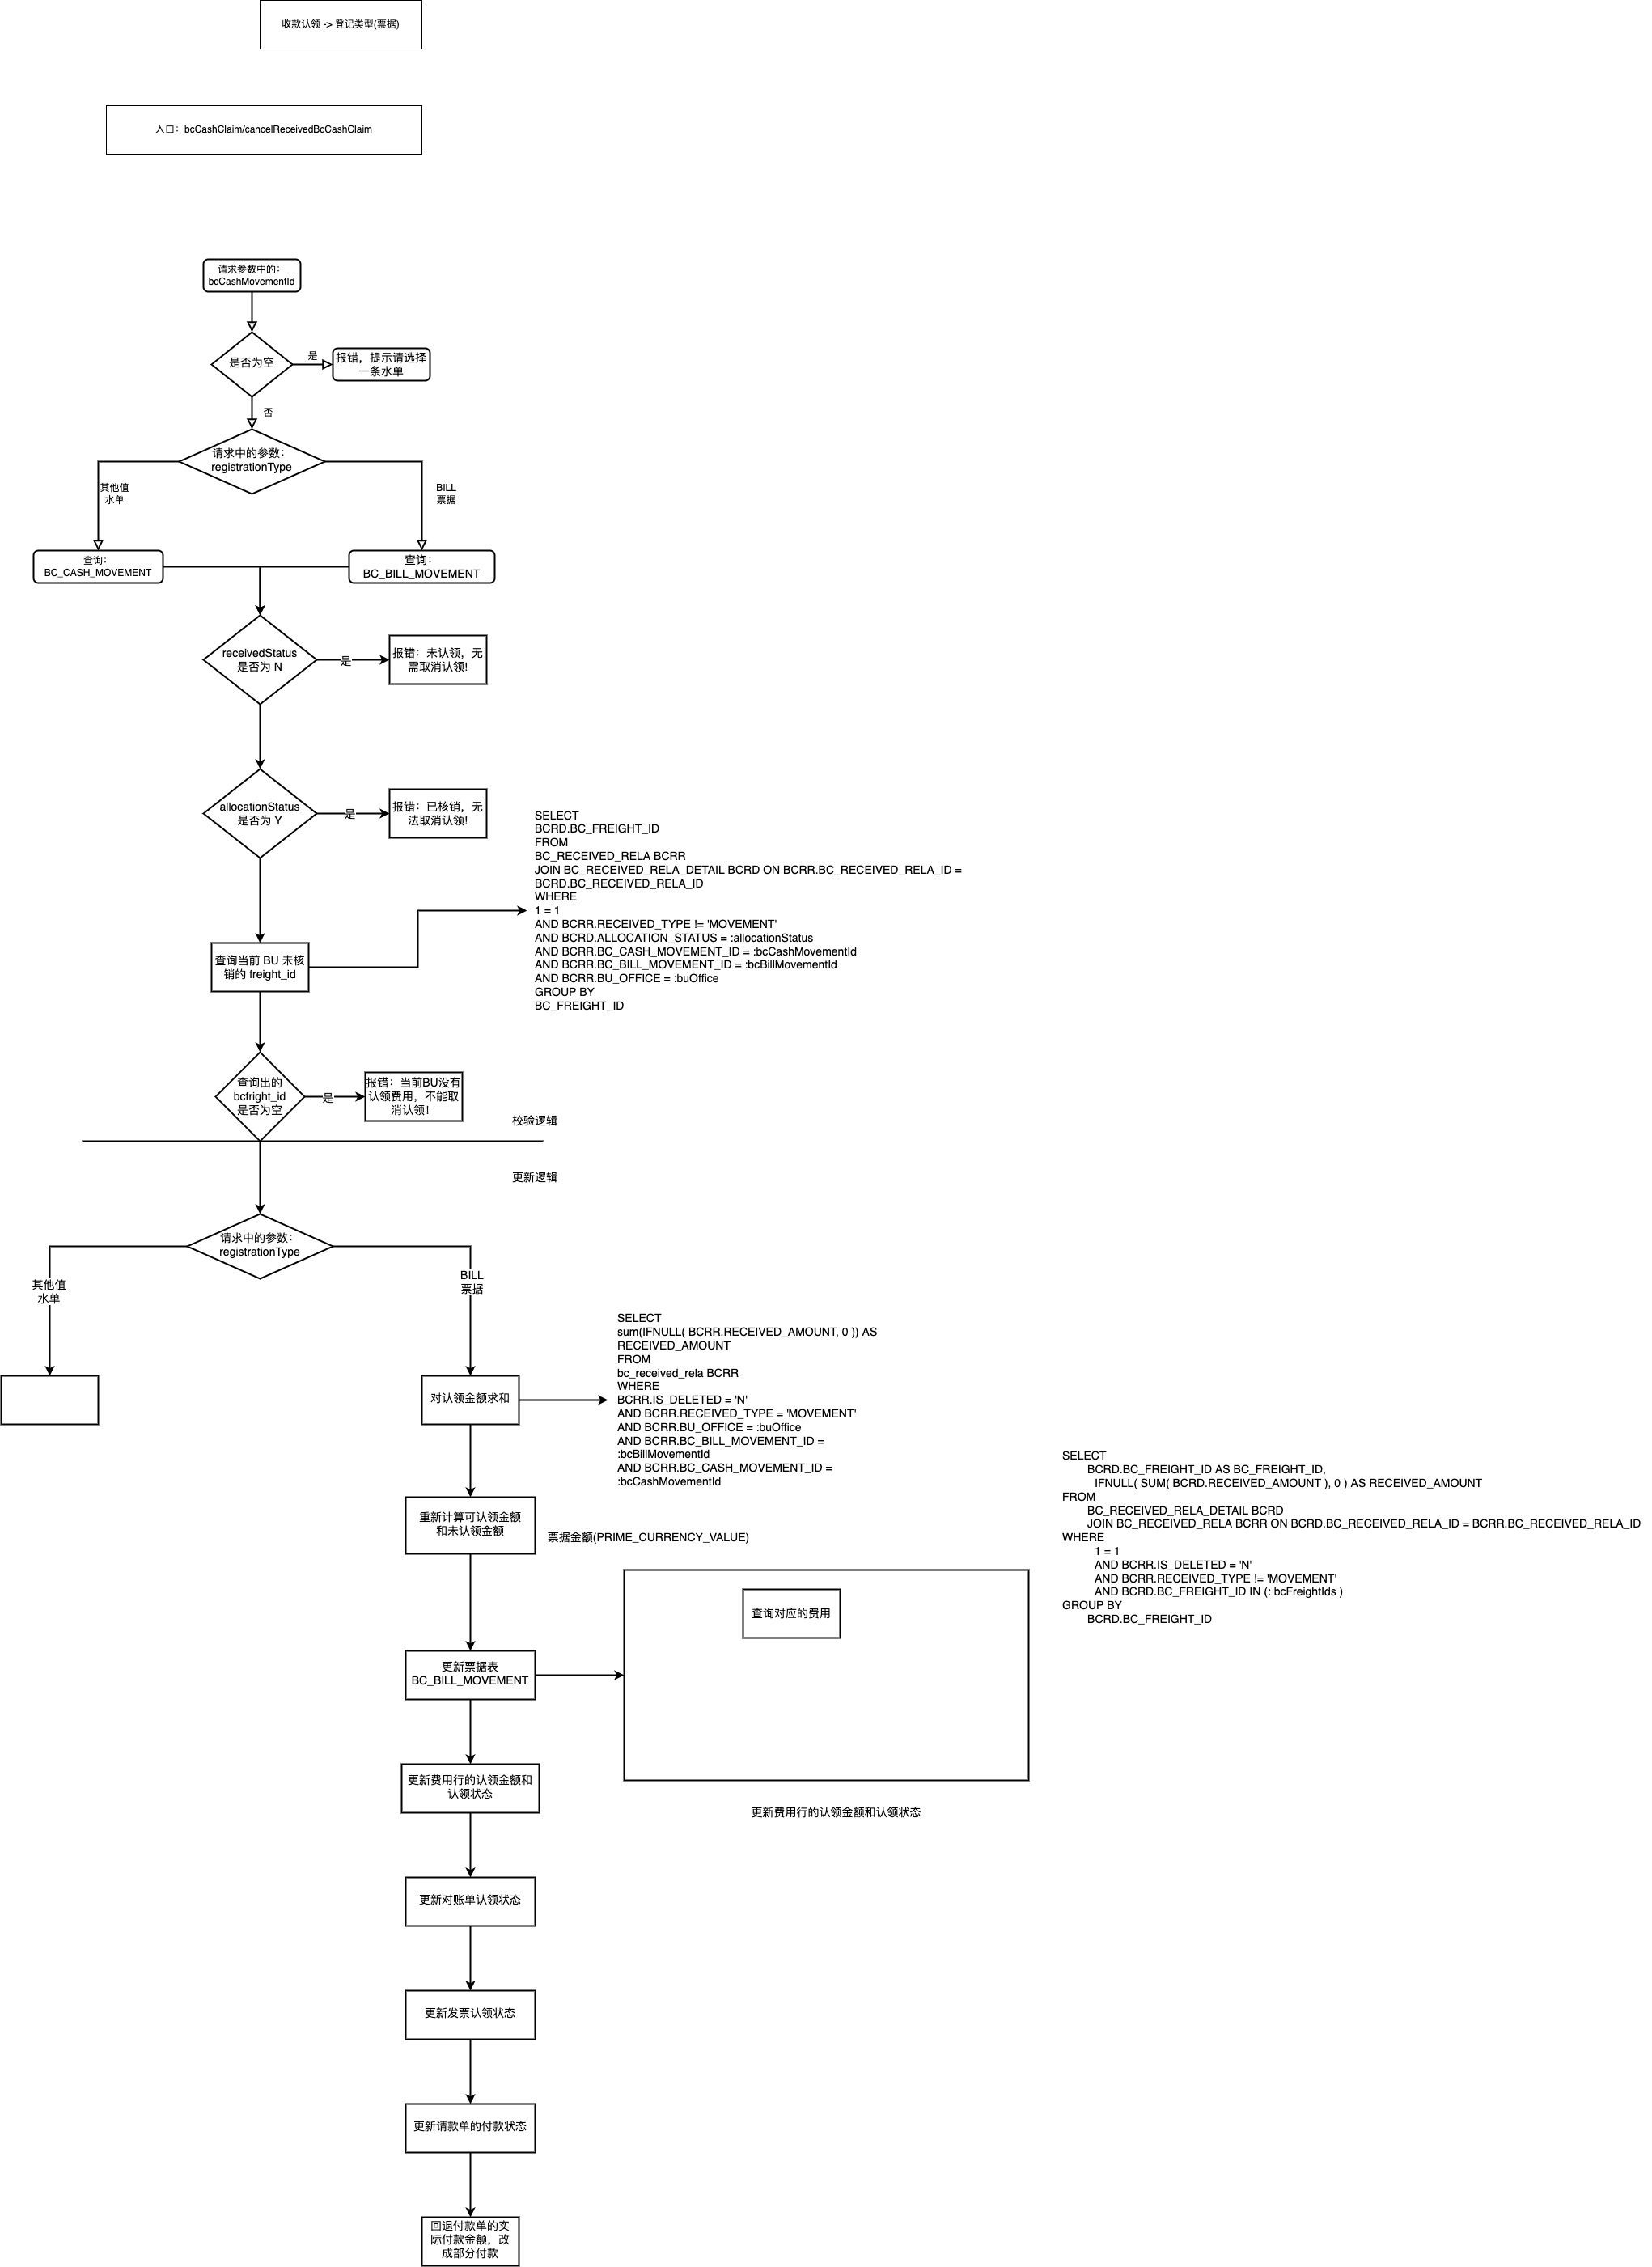 收款认领 -> 登记类型(票据)
入口：bcCashClaim/cancelReceivedBcCashClaim
请求参数中的：
bcCashMovementId
是否为空
是
报错，提示请选择
一条水单
否
请求中的参数：
registrationType
其他值
水单
BILL
票据
查询：
BC_CASH_MOVEMENT
查询：
BC_BILL_MOVEMENT
receivedStatus
是否为 N
是
报错：未认领，无
需取消认领!
allocationStatus
是否为 Y
是
报错：已核销，无
法取消认领!
SELECT
BCRD.BC_FREIGHT_ID
FROM
BC_RECEIVED_RELA BCRR
JOIN BC_RECEIVED_RELA_DETAIL BCRD ON BCRR.BC_RECEIVED_RELA_ID =
BCRD.BC_RECEIVED_RELA_ID
WHERE
1 = 1
AND BCRR.RECEIVED_TYPE != 'MOVEMENT'
AND BCRD.ALLOCATION_STATUS = :allocationStatus
AND BCRR.BC_CASH_MOVEMENT_ID = :bcCashMovementId
AND BCRR.BC_BILL_MOVEMENT_ID = :bcBillMovementId
AND BCRR.BU_OFFICE = :buOffice
GROUP BY
BC_FREIGHT_ID
查询当前 BU 未核
销的 freight_id
查询出的
bcfright_id
是否为空
是
报错：当前BU没有
认领费用，不能取
消认领！
校验逻辑
更新逻辑
请求中的参数：
registrationType
其他值
水单
BILL
票据
对认领金额求和
SELECT
sum(IFNULL( BCRR.RECEIVED_AMOUNT, 0 )) AS
RECEIVED_AMOUNT
FROM
bc_received_rela BCRR
WHERE
BCRR.IS_DELETED = 'N'
AND BCRR.RECEIVED_TYPE = 'MOVEMENT'
AND BCRR.BU_OFFICE = :buOffice
AND BCRR.BC_BILL_MOVEMENT_ID =
:bcBillMovementId
AND BCRR.BC_CASH_MOVEMENT_ID =
:bcCashMovementId
SELECT
BCRD.BC_FREIGHT_ID AS BC_FREIGHT_ID,
IFNULL( SUM( BCRD.RECEIVED_AMOUNT ), 0 ) AS RECEIVED_AMOUNT
FROM
BC_RECEIVED_RELA_DETAIL BCRD
JOIN BC_RECEIVED_RELA BCRR ON BCRD.BC_RECEIVED_RELA_ID = BCRR.BC_RECEIVED_RELA_ID
WHERE
1 = 1
AND BCRR.IS_DELETED = 'N'
AND BCRR.RECEIVED_TYPE != 'MOVEMENT'
AND BCRD.BC_FREIGHT_ID IN (: bcFreightIds )
GROUP BY
BCRD.BC_FREIGHT_ID
重新计算可认领金额
和未认领金额
票据金额(PRIME_CURRENCY_VALUE)
查询对应的费用
更新票据表
BC_BILL_MOVEMENT
更新费用行的认领金额和
认领状态
更新费用行的认领金额和认领状态
更新对账单认领状态
更新发票认领状态
更新请款单的付款状态
回退付款单的实
际付款金额，改
成部分付款